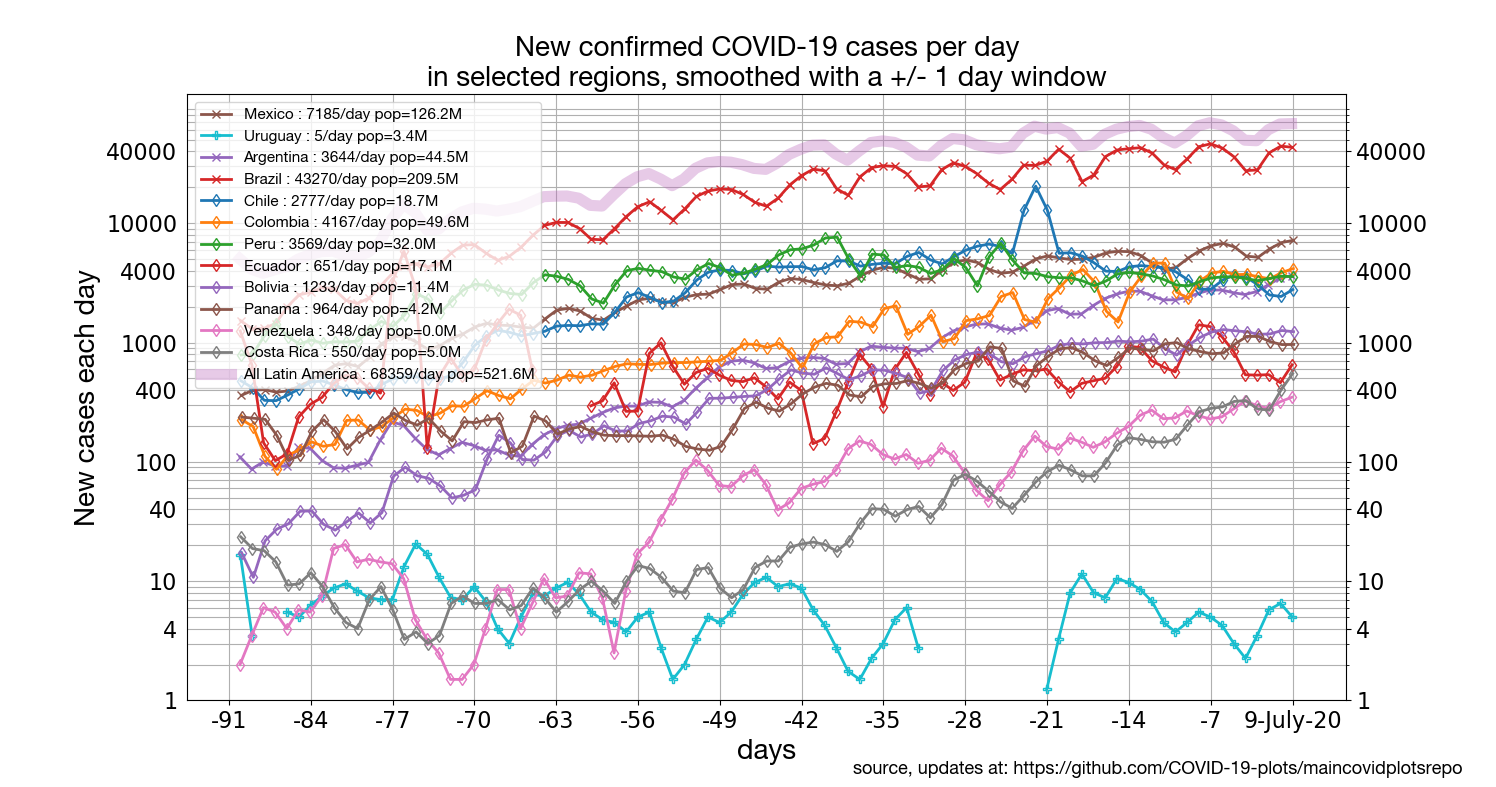 New confirmed COVID-19 cases per day
in selected regions, smoothed with a +/- 1 day window
Mexico : 7185/day pop=126.2M
Uruguay : 5/day pop=3.4M
Argentina : 3644/day pop=44.5M
Brazil : 43270/day pop=209.5M
Chile : 2777/day pop=18.7M
Colombia : 4167/day pop=49.6M
Peru : 3569/day pop=32.0M
Ecuador : 651/day pop=17.1M
Bolivia : 1233/day pop=11.4M
Panama : 964/day pop=4.2M
Venezuela : 348/day pop=0.0M
Costa Rica : 550/day pop=5.0M
All Latin America : 68359/day pop=521.6M
New cases each day
40000
10000
4000
1000
400
100
40
10
4
1
40000
10000
4000
1000
400
100
40
10
4
1
-91 -84 -77 -70 -63 -56 -49 -42 -35 -28 -21 -14 -7 9-July-20
days
source, updates at: https://github.com/COVID-19-plots/maincovidplotsrepo